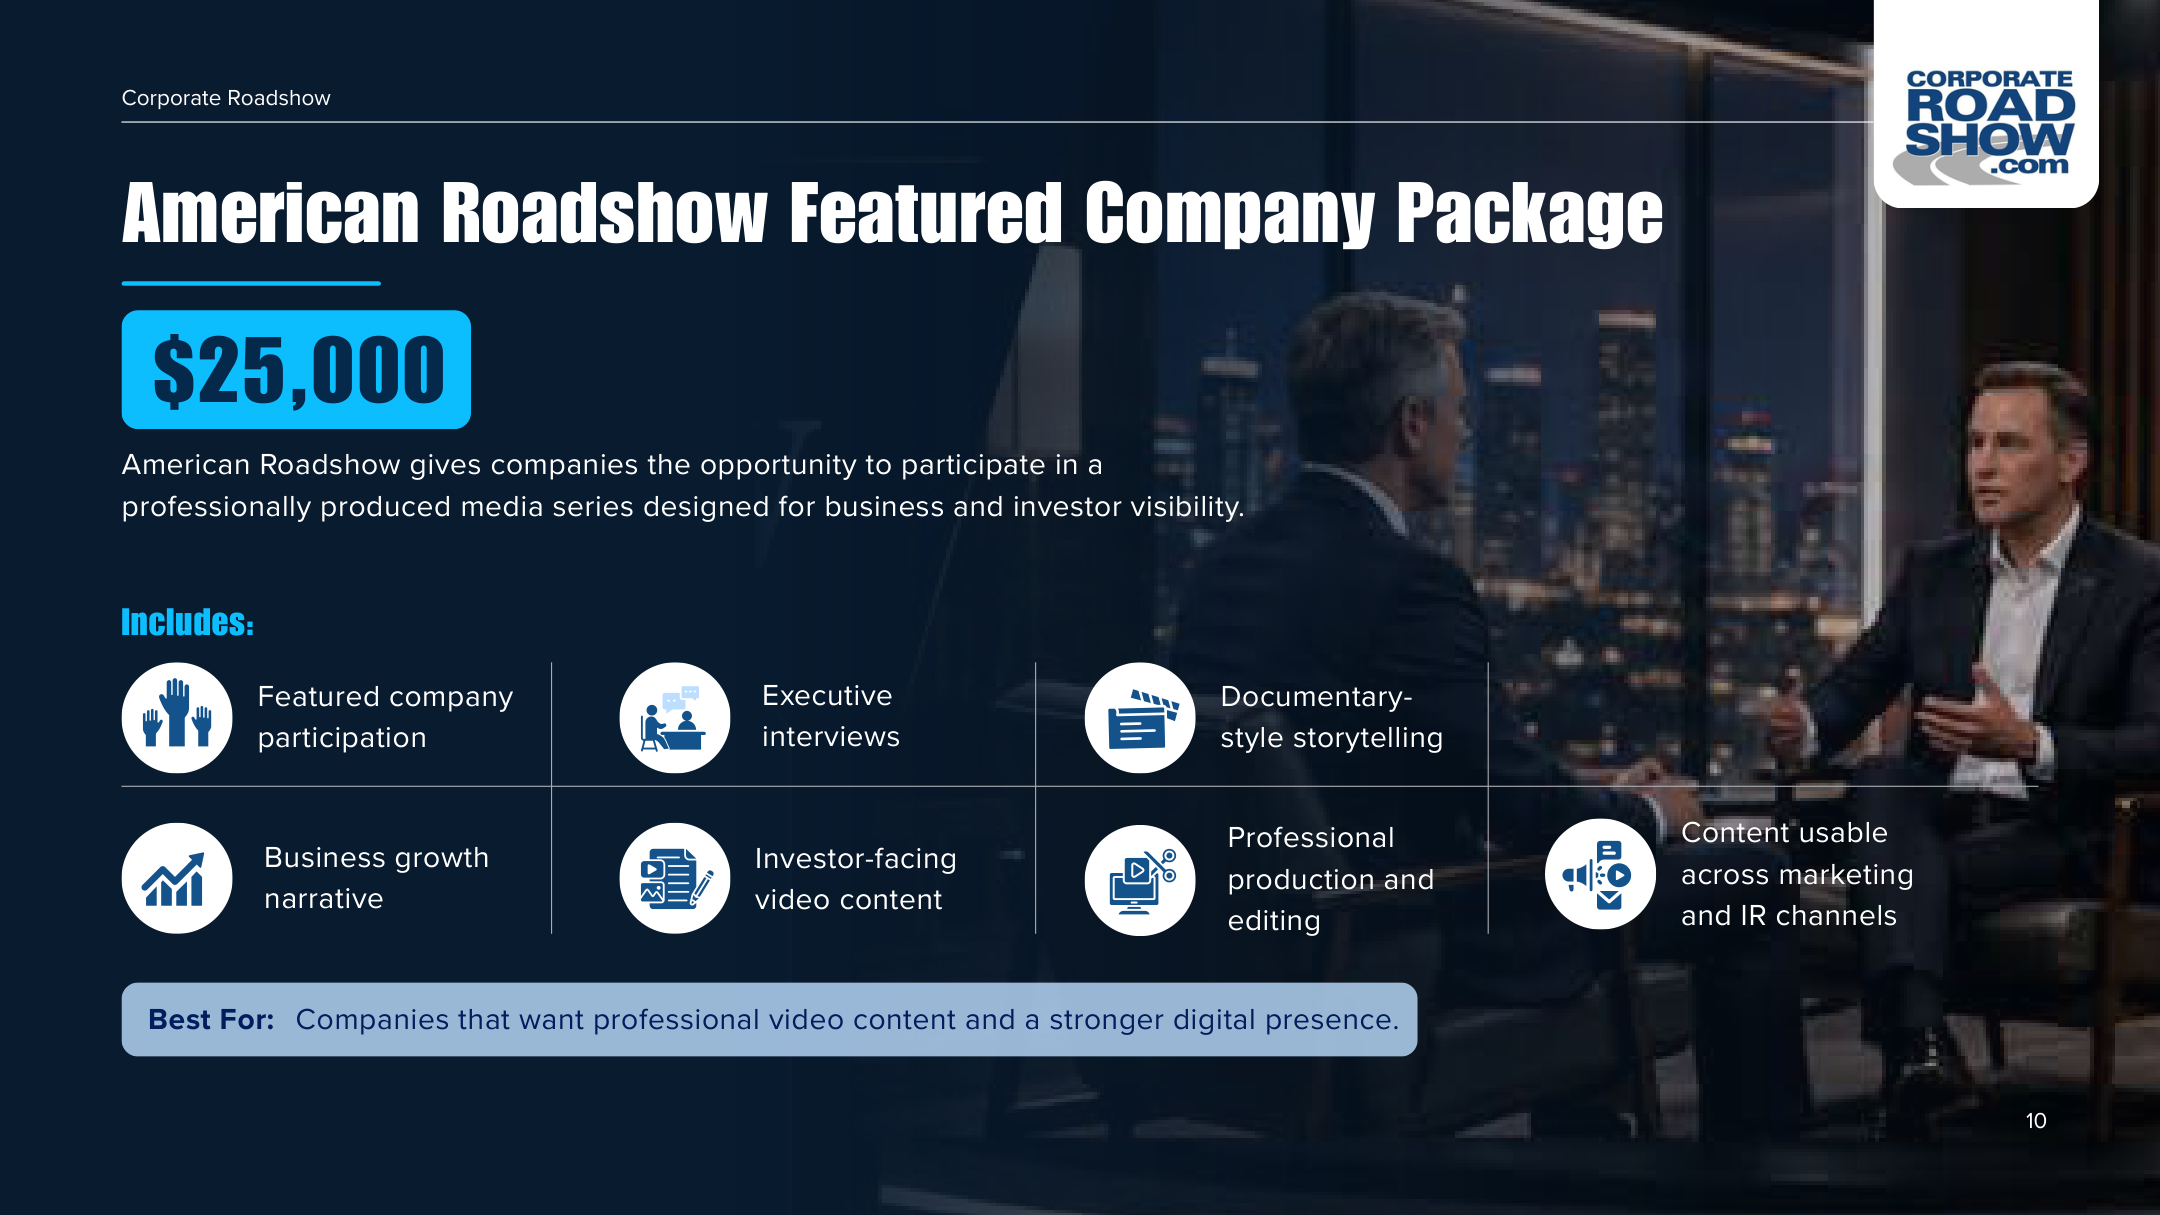 Corporate Roadshow
CORPORATE
ROAD
SHOW
.com
American Roadshow Featured Company Package
$25,000
American Roadshow gives companies the opportunity to participate in a
professionally produced media series designed for business and investor visibility.
Includes:
Featured company
participation
Executive
interviews
Documentary-
style storytelling
Business growth
narrative
Investor-facing
video content
Professional
production and
editing
Content usable
across marketing
and IR channels
Best For: Companies that want professional video content and a stronger digital presence.
10